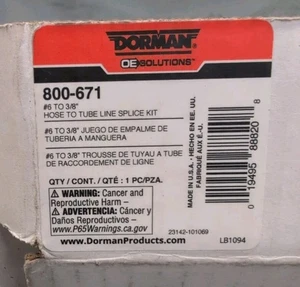 DORMAN®
OE SOLUTIONS™
800-671
#6 TO 3/8"
HOSE TO TUBE LINE SPLICE KIT
#6 TO 3/8" JUEGO DE EMPALME DE
TUBERIA A MANGUERA
#6 TO 3/8" TROUSSE DE TUYAU A TUBE
DE RACCORDEMENT DE LIGNE
QTY / CONT. / QTÉ : 1 PC/PZA.
⚠ WARNING: Cancer and
Reproductive Harm –
⚠ ADVERTENCIA: Cáncer y
Daños Reproductivos –
www.P65Warnings.ca.gov
23142-101069
www.DormanProducts.com
LB1094
MADE IN U.S.A. - HECHO EN EE. UU.
FABRIQUÉ AUX É.-U.
0 19495 88820 8